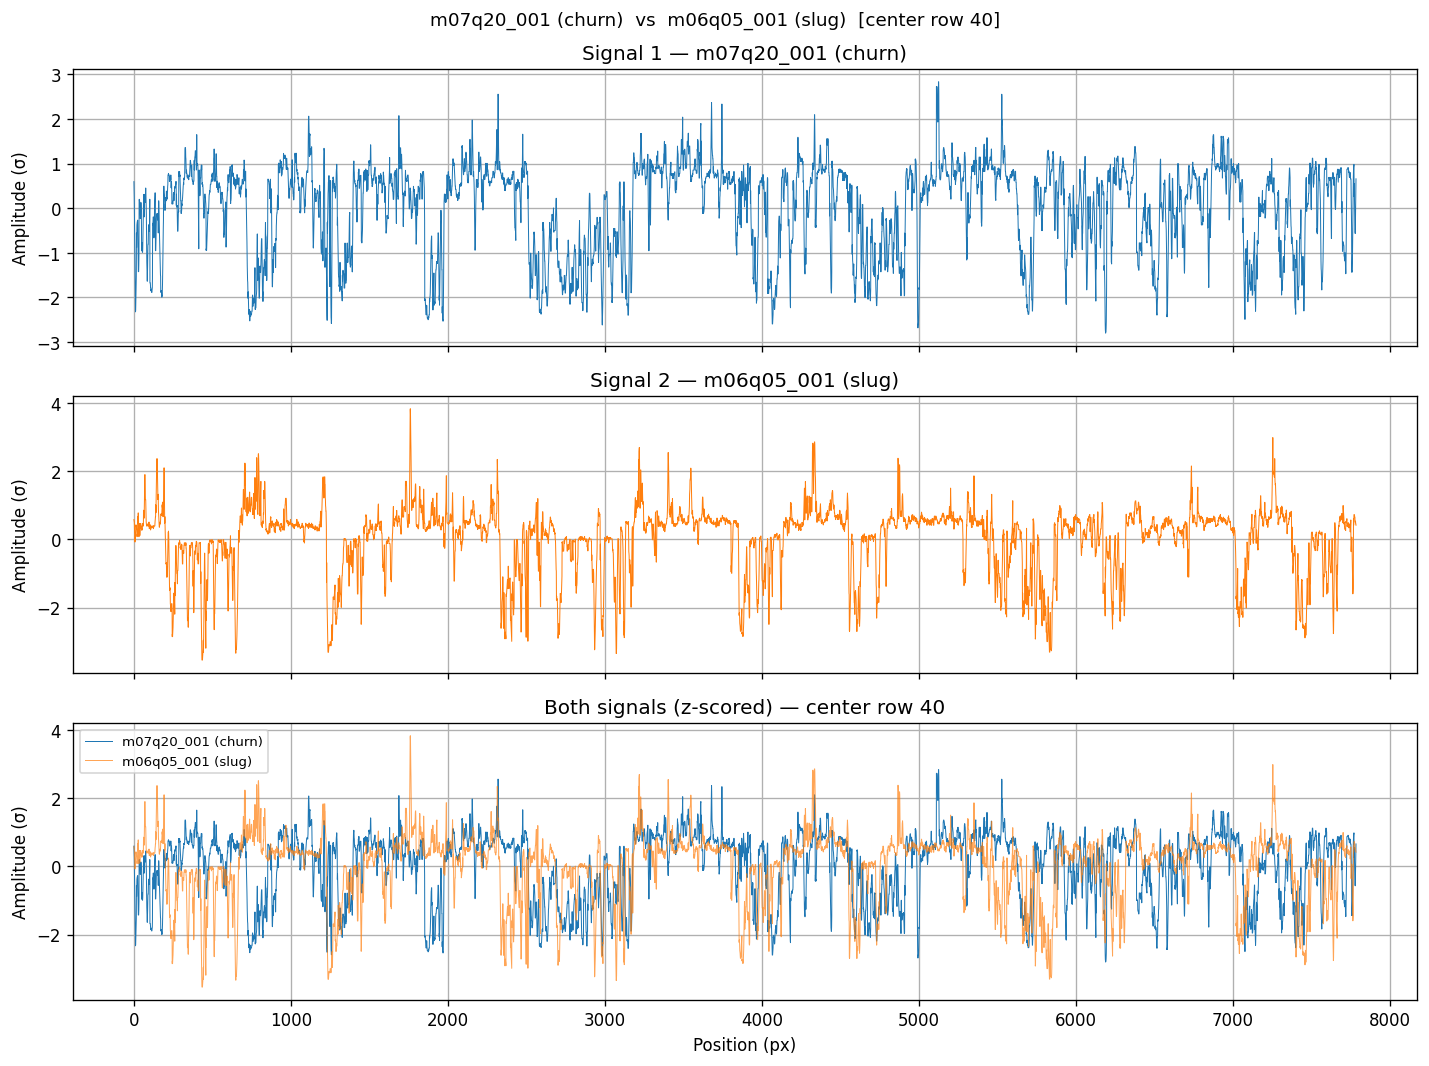 m07q20_001 (churn)  vs  m06q05_001 (slug)  [center row 40]
Signal 1 — m07q20_001 (churn)
Amplitude (σ)
3
2
1
0
−1
−2
−3
Signal 2 — m06q05_001 (slug)
Amplitude (σ)
4
2
0
−2
Both signals (z-scored) — center row 40
Amplitude (σ)
4
2
0
−2
m07q20_001 (churn)
m06q05_001 (slug)
0 1000 2000 3000 4000 5000 6000 7000 8000
Position (px)